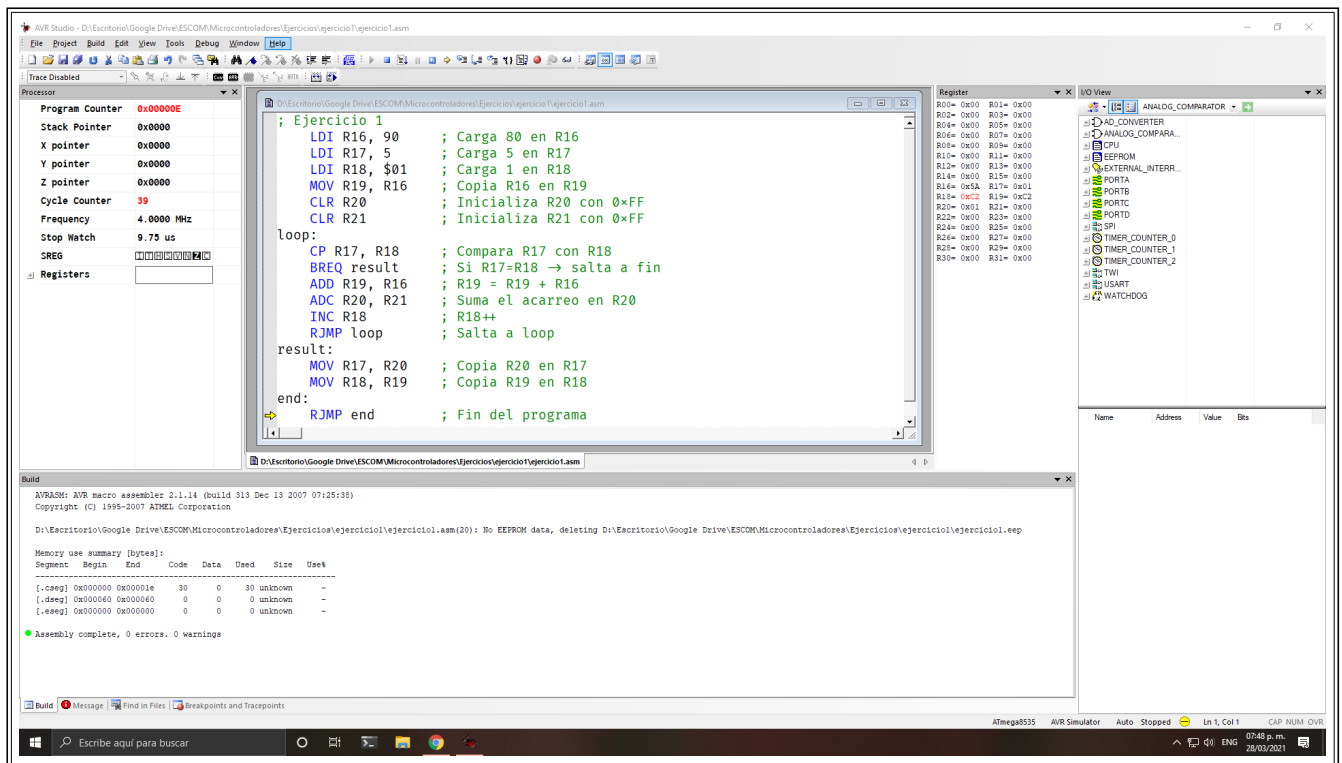 AVR Studio - D:\Escritorio\Google Drive\ESCOM\Microcontroladores\Ejercicios\ejercicio1\ejercicio1.asm
File Project Build Edit View Tools Debug Window Help
Trace Disabled
Processor
Program Counter 0x00000E
Stack Pointer 0x0000
X pointer 0x0000
Y pointer 0x0000
Z pointer 0x0000
Cycle Counter 39
Frequency 4.0000 MHz
Stop Watch 9.75 us
SREG I T H S V N Z C
Registers
D:\Escritorio\Google Drive\ESCOM\Microcontroladores\Ejercicios\ejercicio1\ejercicio1.asm
; Ejercicio 1
LDI R16, 90 ; Carga 80 en R16
LDI R17, 5 ; Carga 5 en R17
LDI R18, $01 ; Carga 1 en R18
MOV R19, R16 ; Copia R16 en R19
CLR R20 ; Inicializa R20 con 0×FF
CLR R21 ; Inicializa R21 con 0×FF
loop:
CP R17, R18 ; Compara R17 con R18
BREQ result ; Si R17=R18 → salta a fin
ADD R19, R16 ; R19 = R19 + R16
ADC R20, R21 ; Suma el acarreo en R20
INC R18 ; R18++
RJMP loop ; Salta a loop
result:
MOV R17, R20 ; Copia R20 en R17
MOV R18, R19 ; Copia R19 en R18
end:
RJMP end ; Fin del programa
D:\Escritorio\Google Drive\ESCOM\Microcontroladores\Ejercicios\ejercicio1\ejercicio1.asm
Register
R00= 0x00 R01= 0x00
R02= 0x00 R03= 0x00
R04= 0x00 R05= 0x00
R06= 0x00 R07= 0x00
R08= 0x00 R09= 0x00
R10= 0x00 R11= 0x00
R12= 0x00 R13= 0x00
R14= 0x00 R15= 0x00
R16= 0x5A R17= 0x01
R18= 0xC2 R19= 0xC2
R20= 0x01 R21= 0x00
R22= 0x00 R23= 0x00
R24= 0x00 R25= 0x00
R26= 0x00 R27= 0x00
R28= 0x00 R29= 0x00
R30= 0x00 R31= 0x00
I/O View
ANALOG_COMPARATOR
AD_CONVERTER
ANALOG_COMPARA...
CPU
EEPROM
EXTERNAL_INTERR...
PORTA
PORTB
PORTC
PORTD
SPI
TIMER_COUNTER_0
TIMER_COUNTER_1
TIMER_COUNTER_2
TWI
USART
WATCHDOG
Name Address Value Bits
Build
AVRASM: AVR macro assembler 2.1.14 (build 313 Dec 13 2007 07:25:38)
Copyright (C) 1995-2007 ATMEL Corporation
D:\Escritorio\Google Drive\ESCOM\Microcontroladores\Ejercicios\ejercicio1\ejercicio1.asm(20): No EEPROM data, deleting D:\Escritorio\Google Drive\ESCOM\Microcontroladores\Ejercicios\ejercicio1\ejercicio1.eep
Memory use summary [bytes]:
Segment Begin End Code Data Used Size Use%
---------------------------------------------------------------
[.cseg] 0x000000 0x00001e 30 0 30 unknown -
[.dseg] 0x000060 0x000060 0 0 0 unknown -
[.eseg] 0x000000 0x000000 0 0 0 unknown -
Assembly complete, 0 errors. 0 warnings
Build Message Find in Files Breakpoints and Tracepoints
ATmega8535 AVR Simulator Auto Stopped Ln 1, Col 1 CAP NUM OVR
Escribe aquí para buscar
ENG
07:48 p. m.
28/03/2021